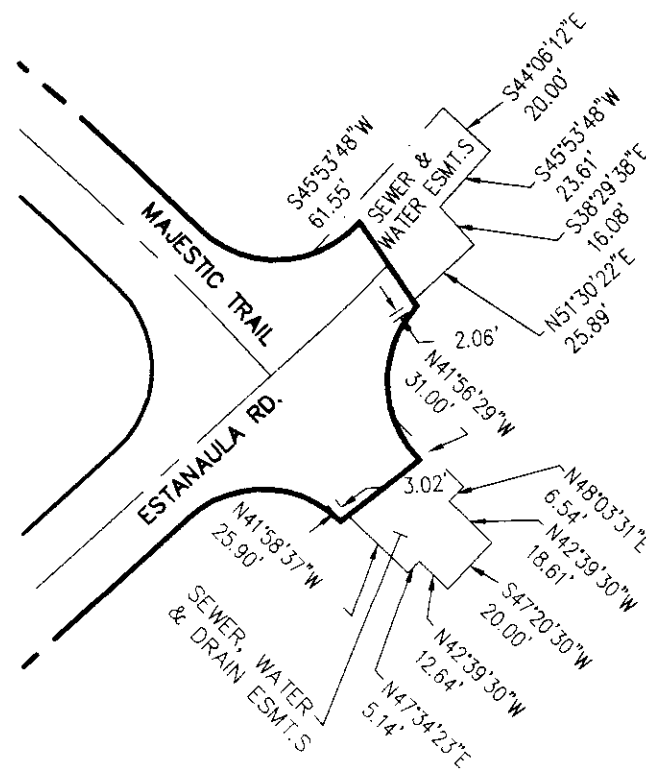 S44°06'12"E
20.00'
S45°53'48"W
61.55'
SEWER &
WATER ESMT.S
S45°53'48"W
23.61'
S38°29'38"E
16.08'
N51°30'22"E
25.89'
MAJESTIC TRAIL
2.06'
N41°56'29"W
31.00'
ESTANAULA RD.
3.02'
N41°58'37"W
25.90'
N48°03'31"E
6.54'
N42°39'30"W
18.61'
S47°20'30"W
20.00'
N42°39'30"W
12.64'
N47°34'23"E
5.14'
SEWER, WATER
& DRAIN ESMT.S